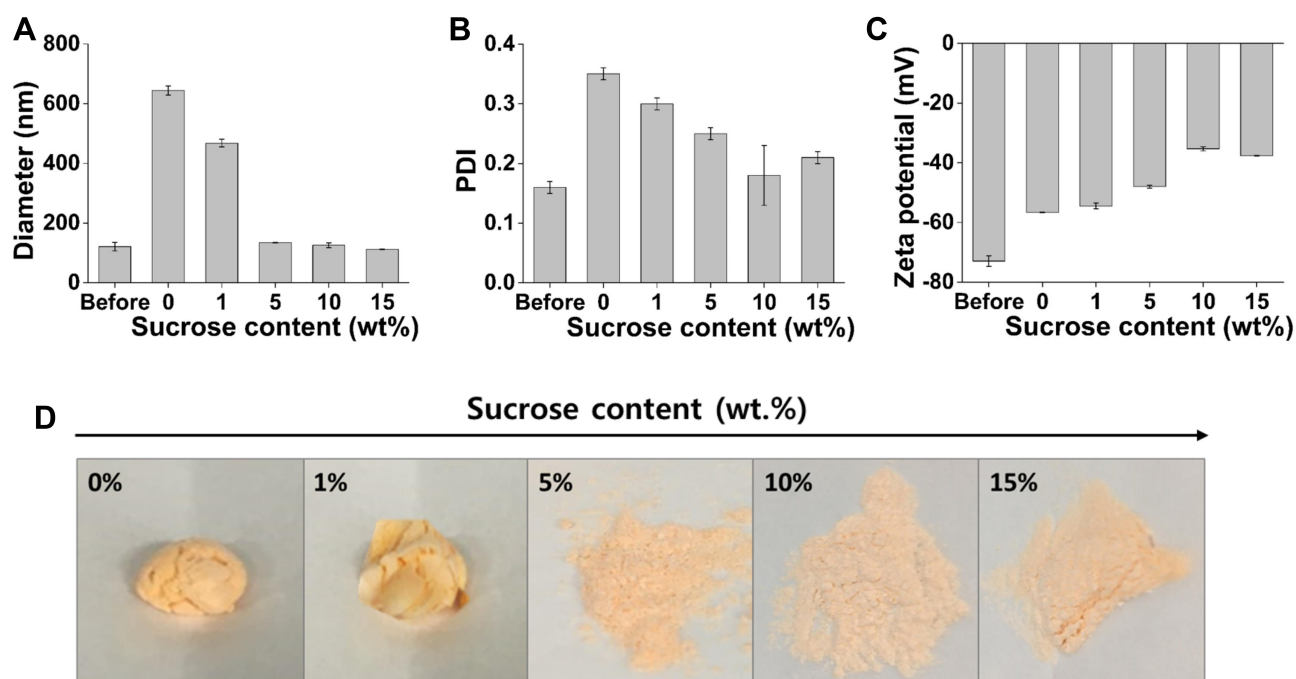 A
800
600
400
200
0
Diameter (nm)
Before 0 1 5 10 15
Sucrose content (wt%)
B
0.4
0.3
0.2
0.1
0.0
PDI
Before 0 1 5 10 15
Sucrose content (wt%)
C
0
-20
-40
-60
-80
Zeta potential (mV)
Before 0 1 5 10 15
Sucrose content (wt%)
D
Sucrose content (wt.%)
0% 1% 5% 10% 15%